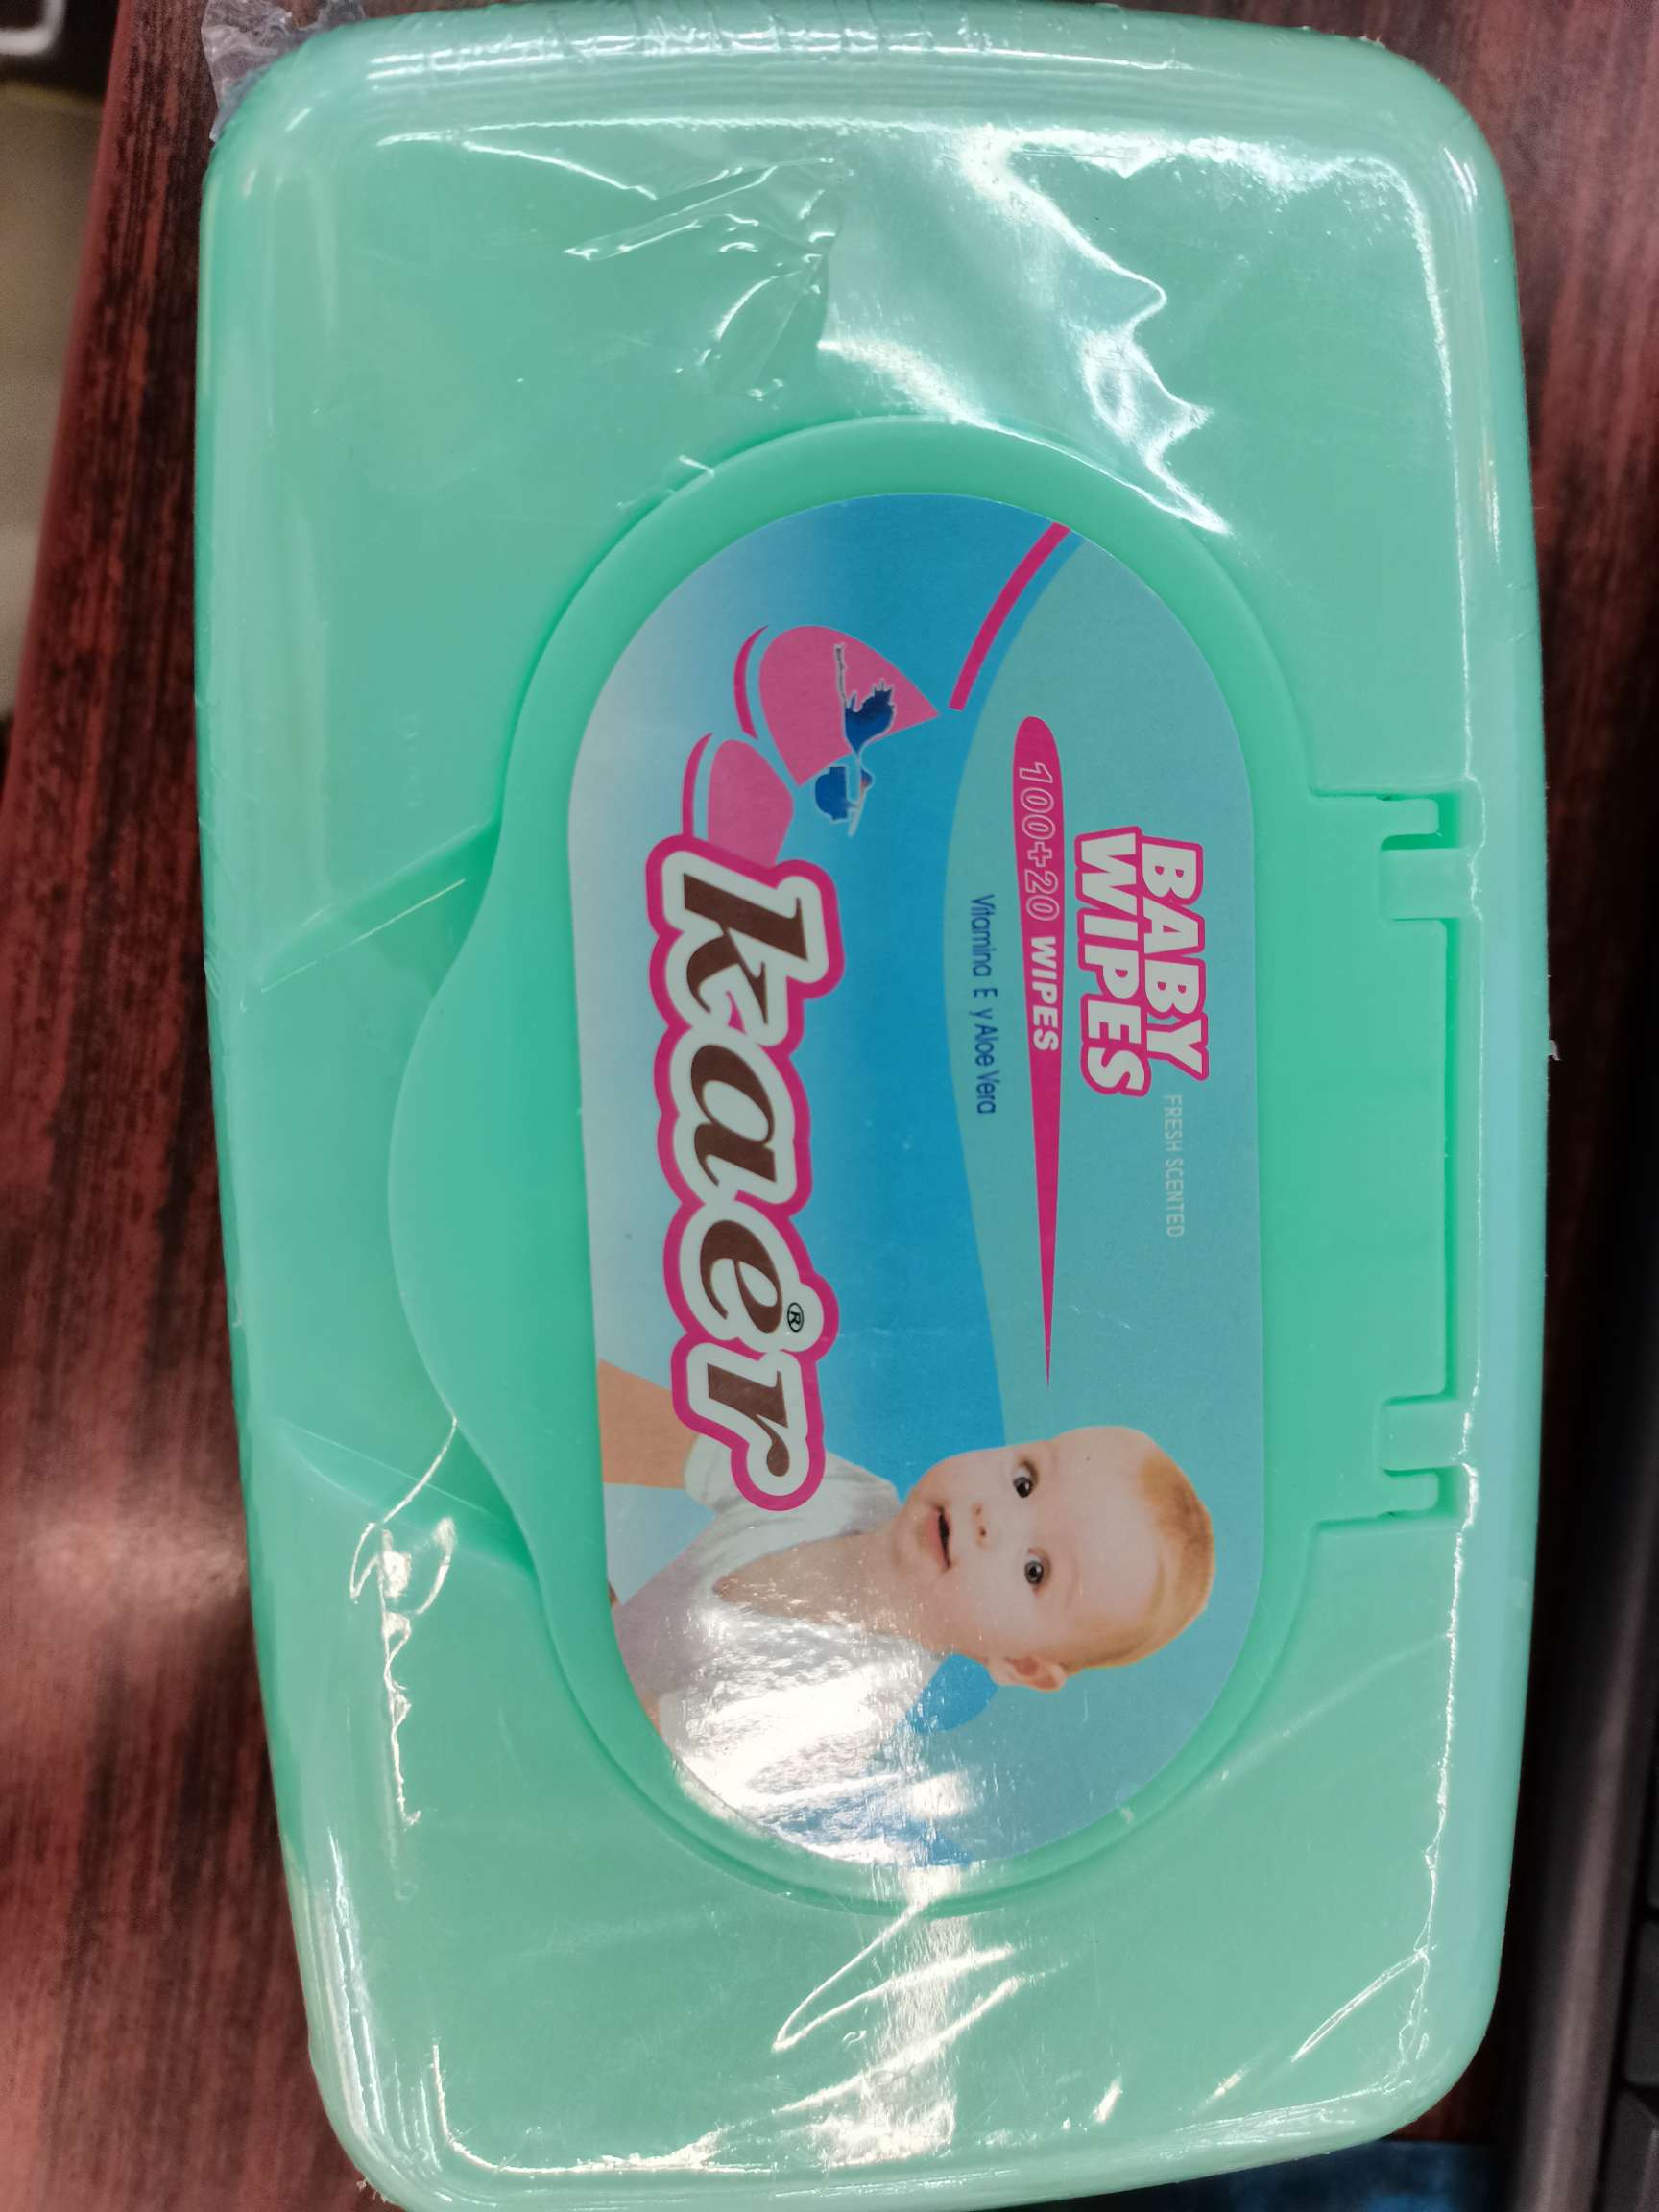 BABY
WIPES
FRESH SCENTED
100+20 WIPES
Vitamina E y Aloe Vera
kaer®